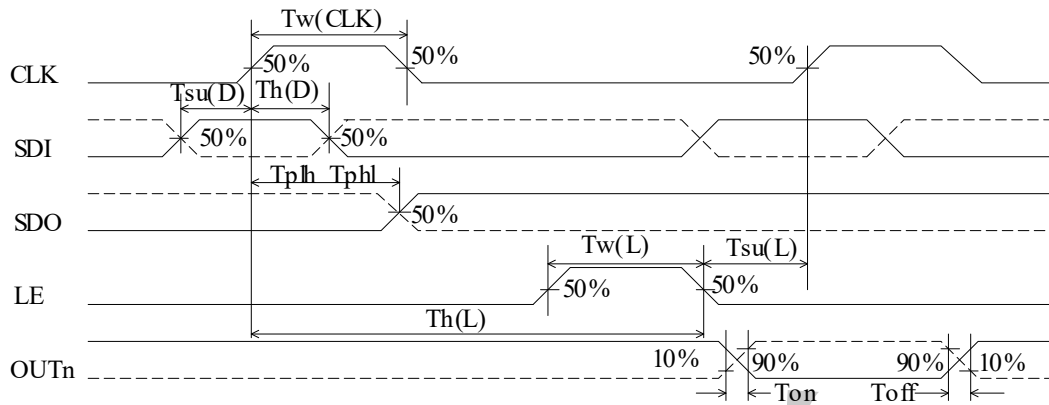 Tw(CLK)
CLK 50% 50% 50%
Tsu(D) Th(D)
SDI 50% 50%
Tplh Tphl
SDO 50%
Tw(L) Tsu(L)
LE 50% 50%
Th(L)
OUTn 10% 90% 90% 10%
Ton Toff